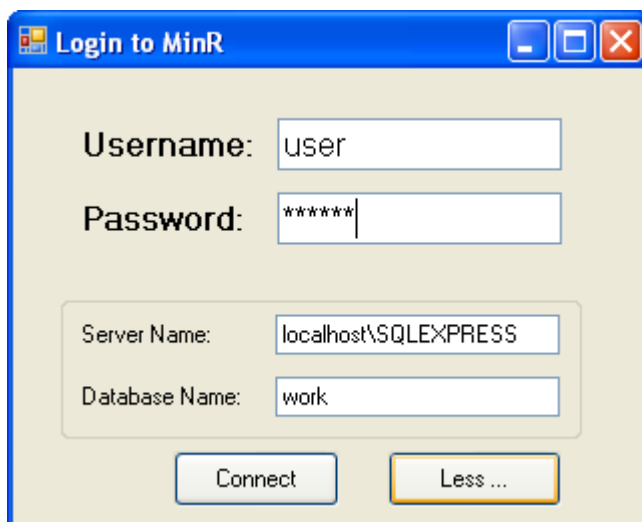 Login to MinR
Username: user
Password: ******
Server Name: localhost\SQLEXPRESS
Database Name: work
Connect Less ...